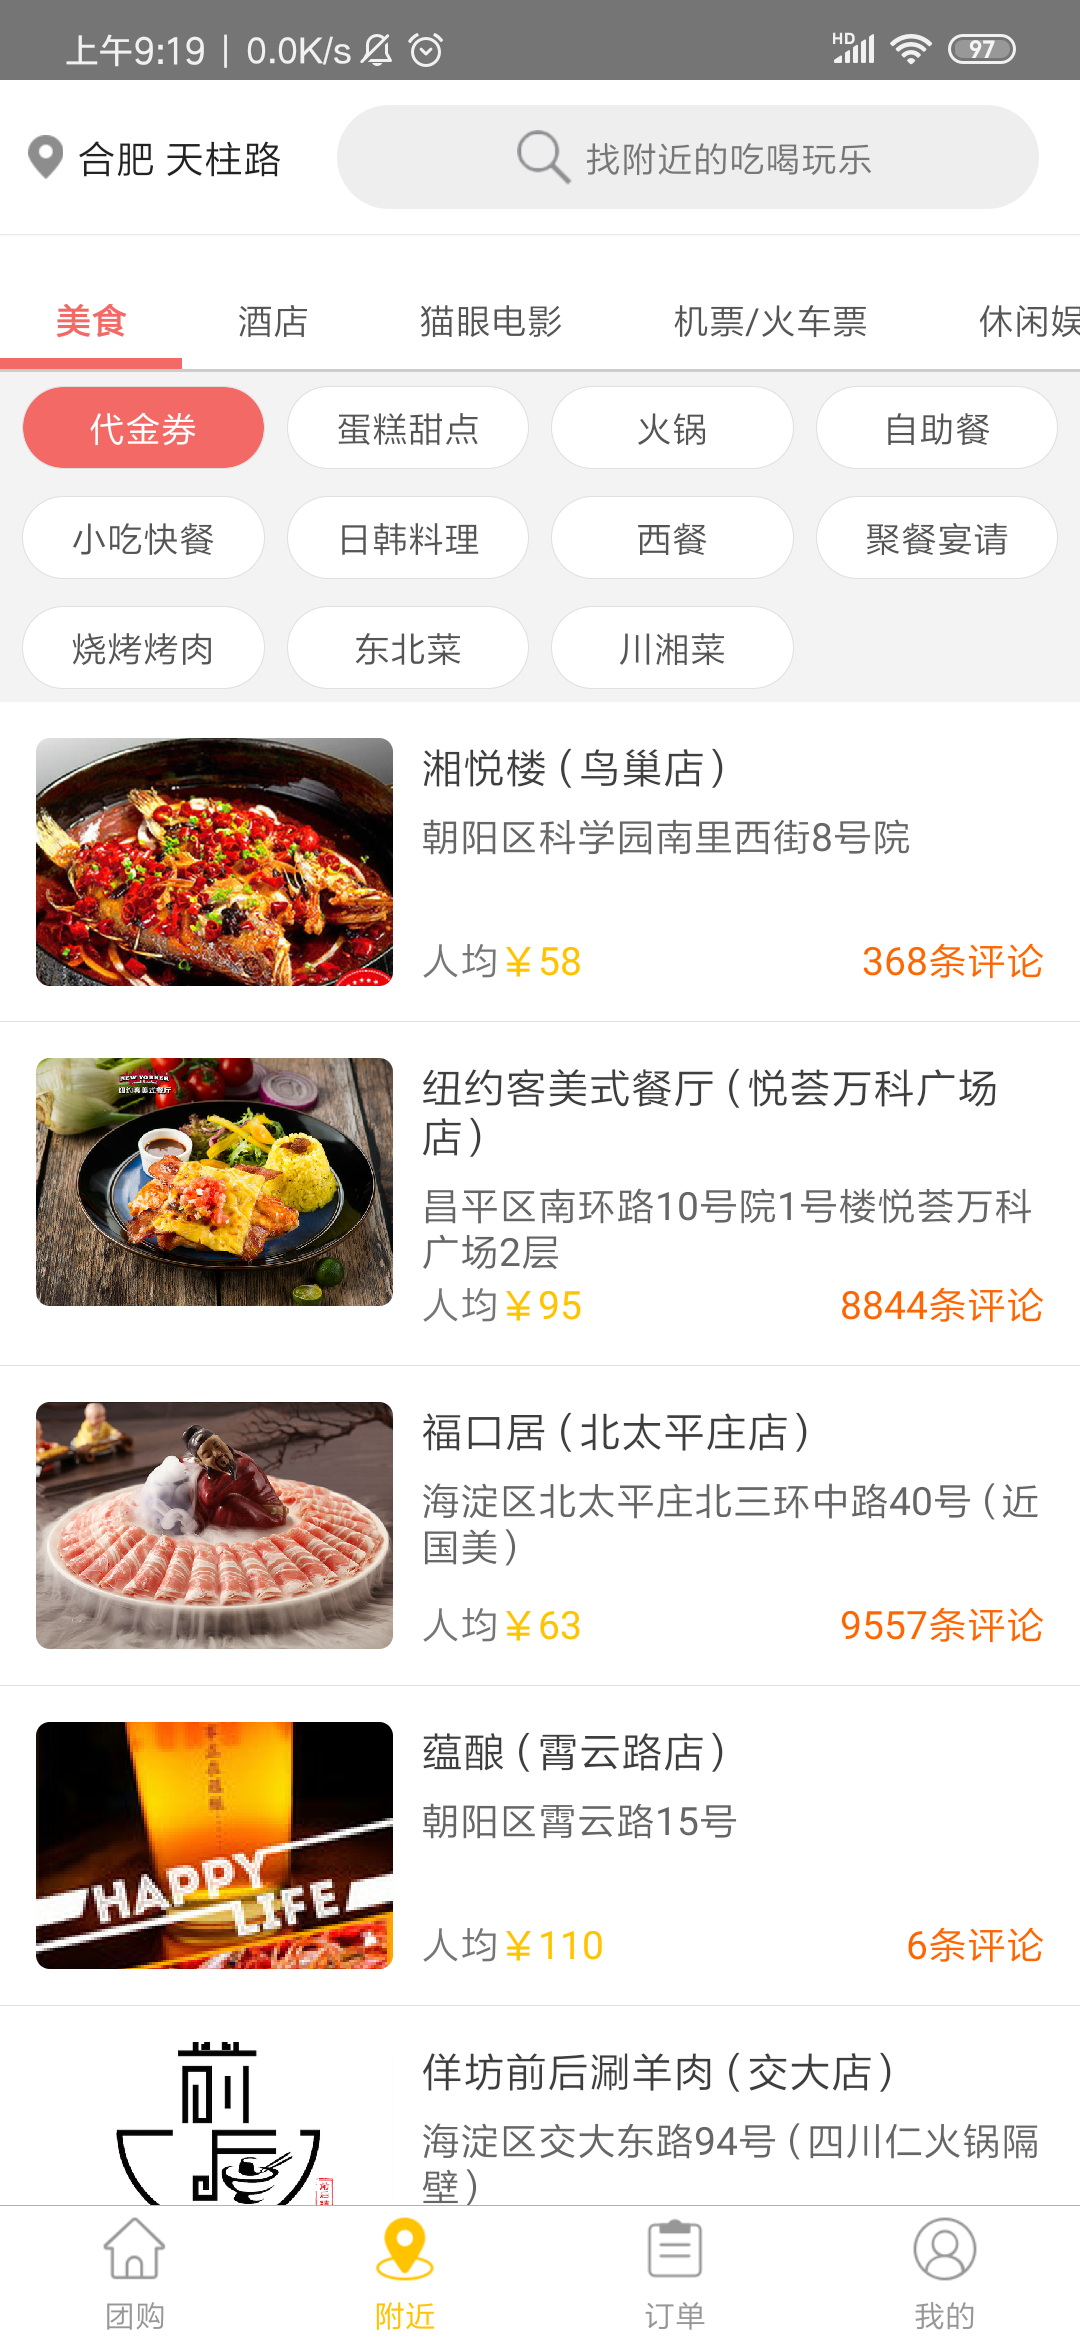 上午9:19 | 0.0K/s
HD
97
合肥 天柱路
找附近的吃喝玩乐
美食
酒店
猫眼电影
机票/火车票
休闲娱
代金券
蛋糕甜点
火锅
自助餐
小吃快餐
日韩料理
西餐
聚餐宴请
烧烤烤肉
东北菜
川湘菜
湘悦楼（鸟巢店）
朝阳区科学园南里西街8号院
人均￥58
368条评论
NEW YORKER
纽约客美式餐厅
纽约客美式餐厅（悦荟万科广场
店）
昌平区南环路10号院1号楼悦荟万科
广场2层
人均￥95
8844条评论
福口居（北太平庄店）
海淀区北太平庄北三环中路40号（近
国美）
人均￥63
9557条评论
HAPPY
LIFE
蕴酿（霄云路店）
朝阳区霄云路15号
人均￥110
6条评论
前
后
佯坊前后涮羊肉（交大店）
海淀区交大东路94号（四川仁火锅隔
壁）
团购
附近
订单
我的